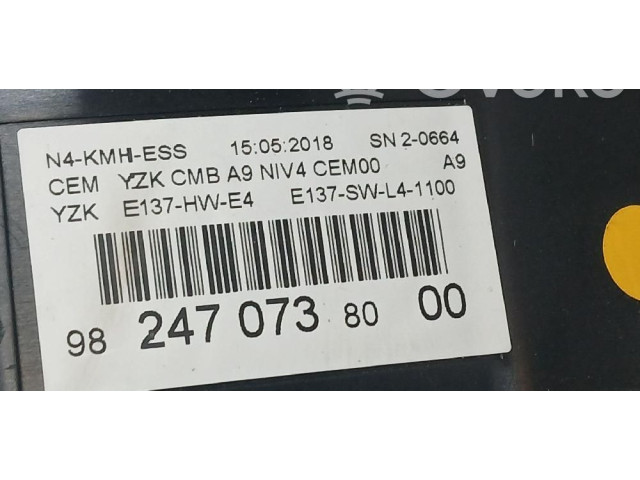 N4-KMH-ESS 15:05:2018 SN 2-0664
CEM YZK CMB A9 NIV4 CEM00 A9
YZK E137-HW-E4 E137-SW-L4-1100
98 247 073 80 00